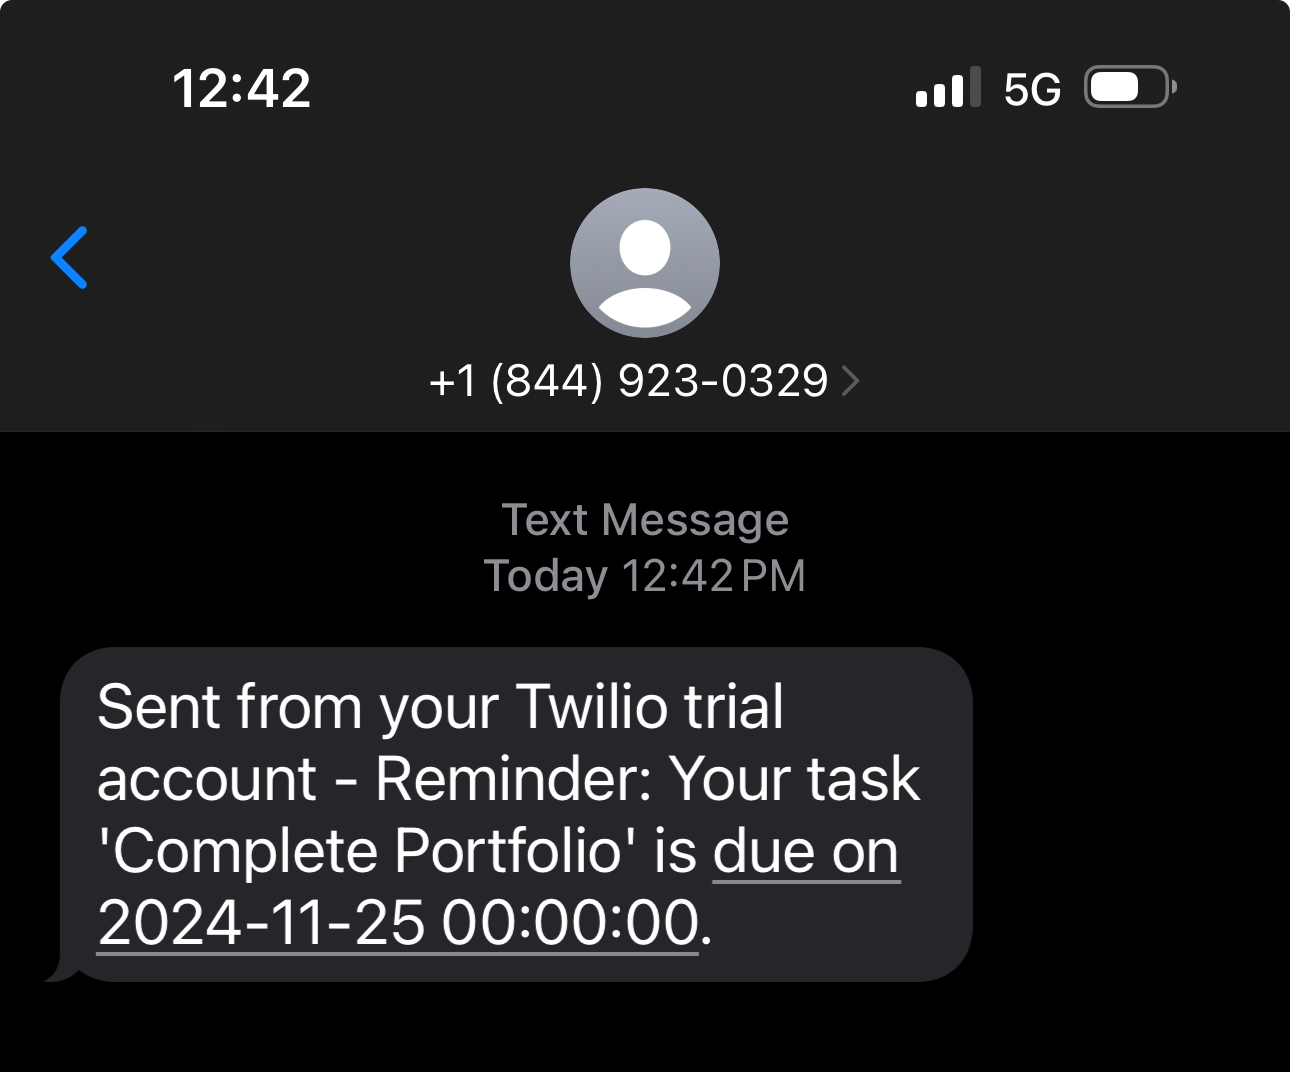 12:42 5G
+1 (844) 923-0329
Text Message
Today 12:42 PM
Sent from your Twilio trial
account - Reminder: Your task
'Complete Portfolio' is due on
2024-11-25 00:00:00.